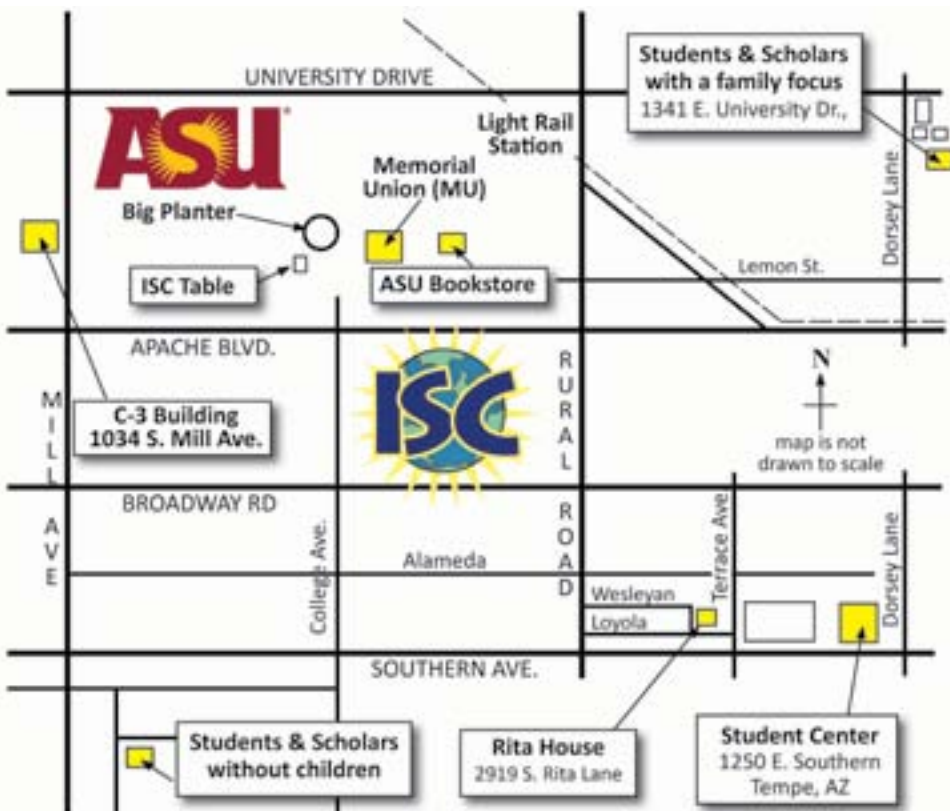 UNIVERSITY DRIVE
Students & Scholars
with a family focus
1341 E. University Dr.,
ASU
Light Rail
Station
Memorial
Union (MU)
Big Planter
Dorsey Lane
ISC Table
ASU Bookstore
Lemon St.
APACHE BLVD.
ISC
RURAL
N
map is not
drawn to scale
MILL
C-3 Building
1034 S. Mill Ave.
BROADWAY RD
AVE
College Ave.
Alameda
ROAD
Terrace Ave
Dorsey Lane
Wesleyan
Loyola
SOUTHERN AVE.
Students & Scholars
without children
Rita House
2919 S. Rita Lane
Student Center
1250 E. Southern
Tempe, AZ